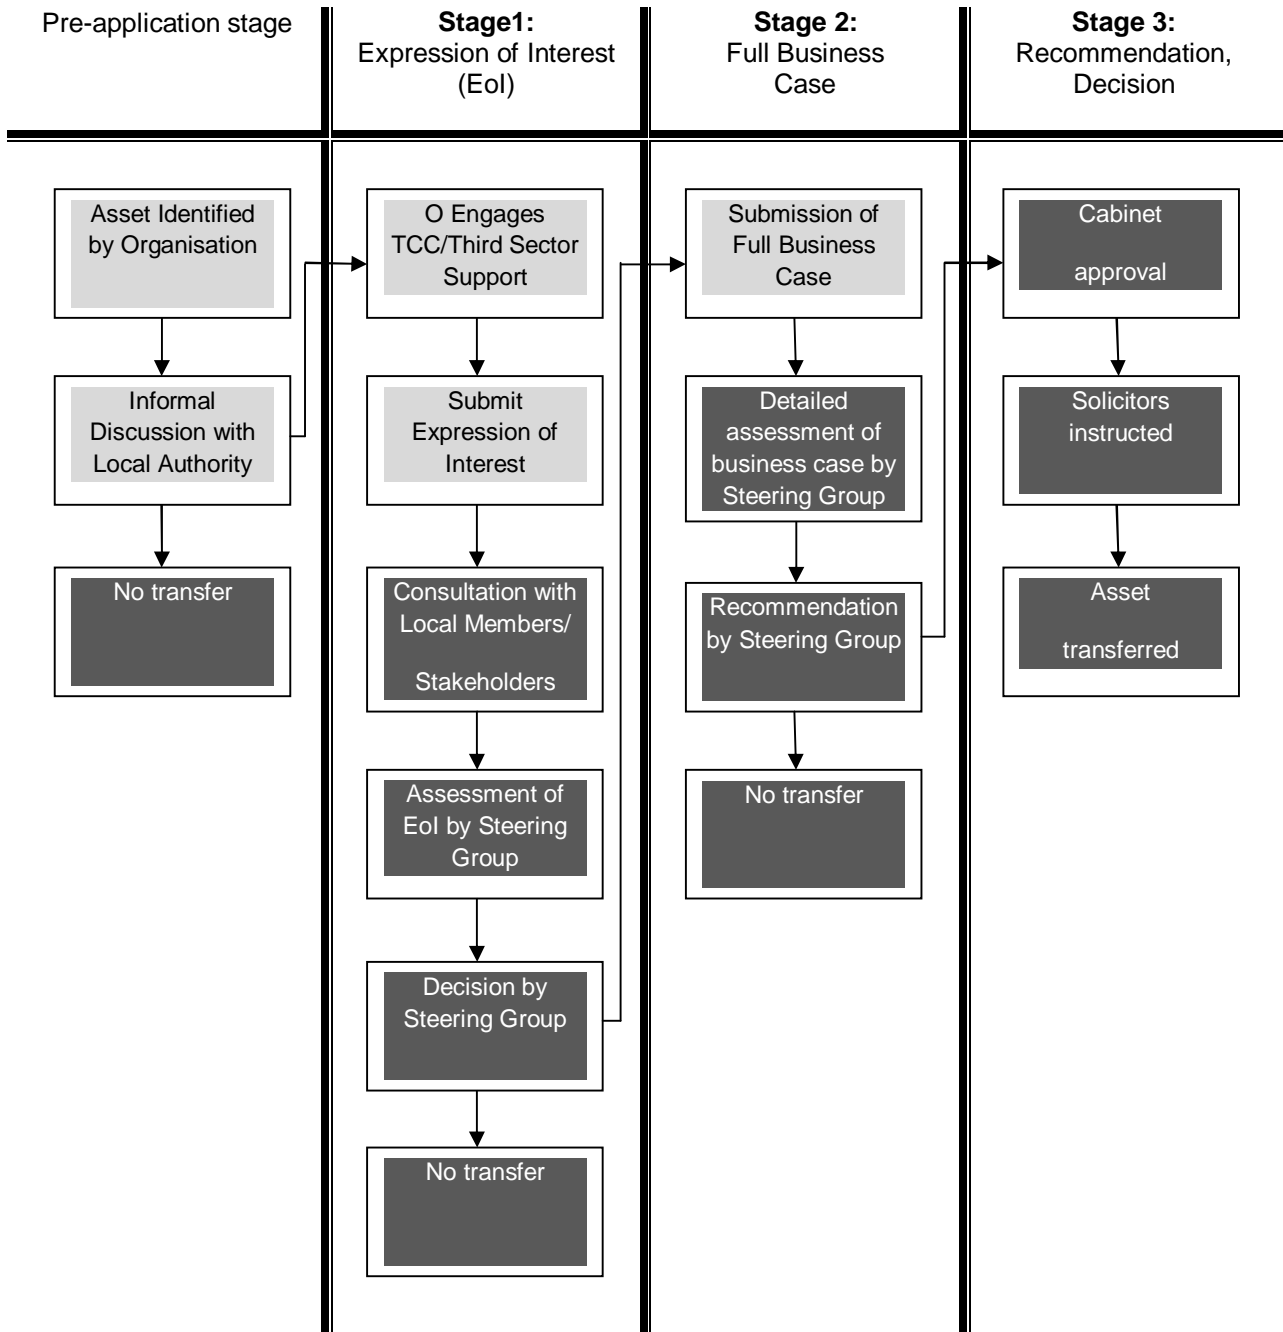 Pre-application stage
Stage1:
Expression of Interest
(EoI)
Stage 2:
Full Business
Case
Stage 3:
Recommendation,
Decision
Asset Identified
by Organisation
Informal
Discussion with
Local Authority
No transfer
O Engages
TCC/Third Sector
Support
Submit
Expression of
Interest
Consultation with
Local Members/
Stakeholders
Assessment of
EoI by Steering
Group
Decision by
Steering Group
No transfer
Submission of
Full Business
Case
Detailed
assessment of
business case by
Steering Group
Recommendation
by Steering Group
No transfer
Cabinet
approval
Solicitors
instructed
Asset
transferred